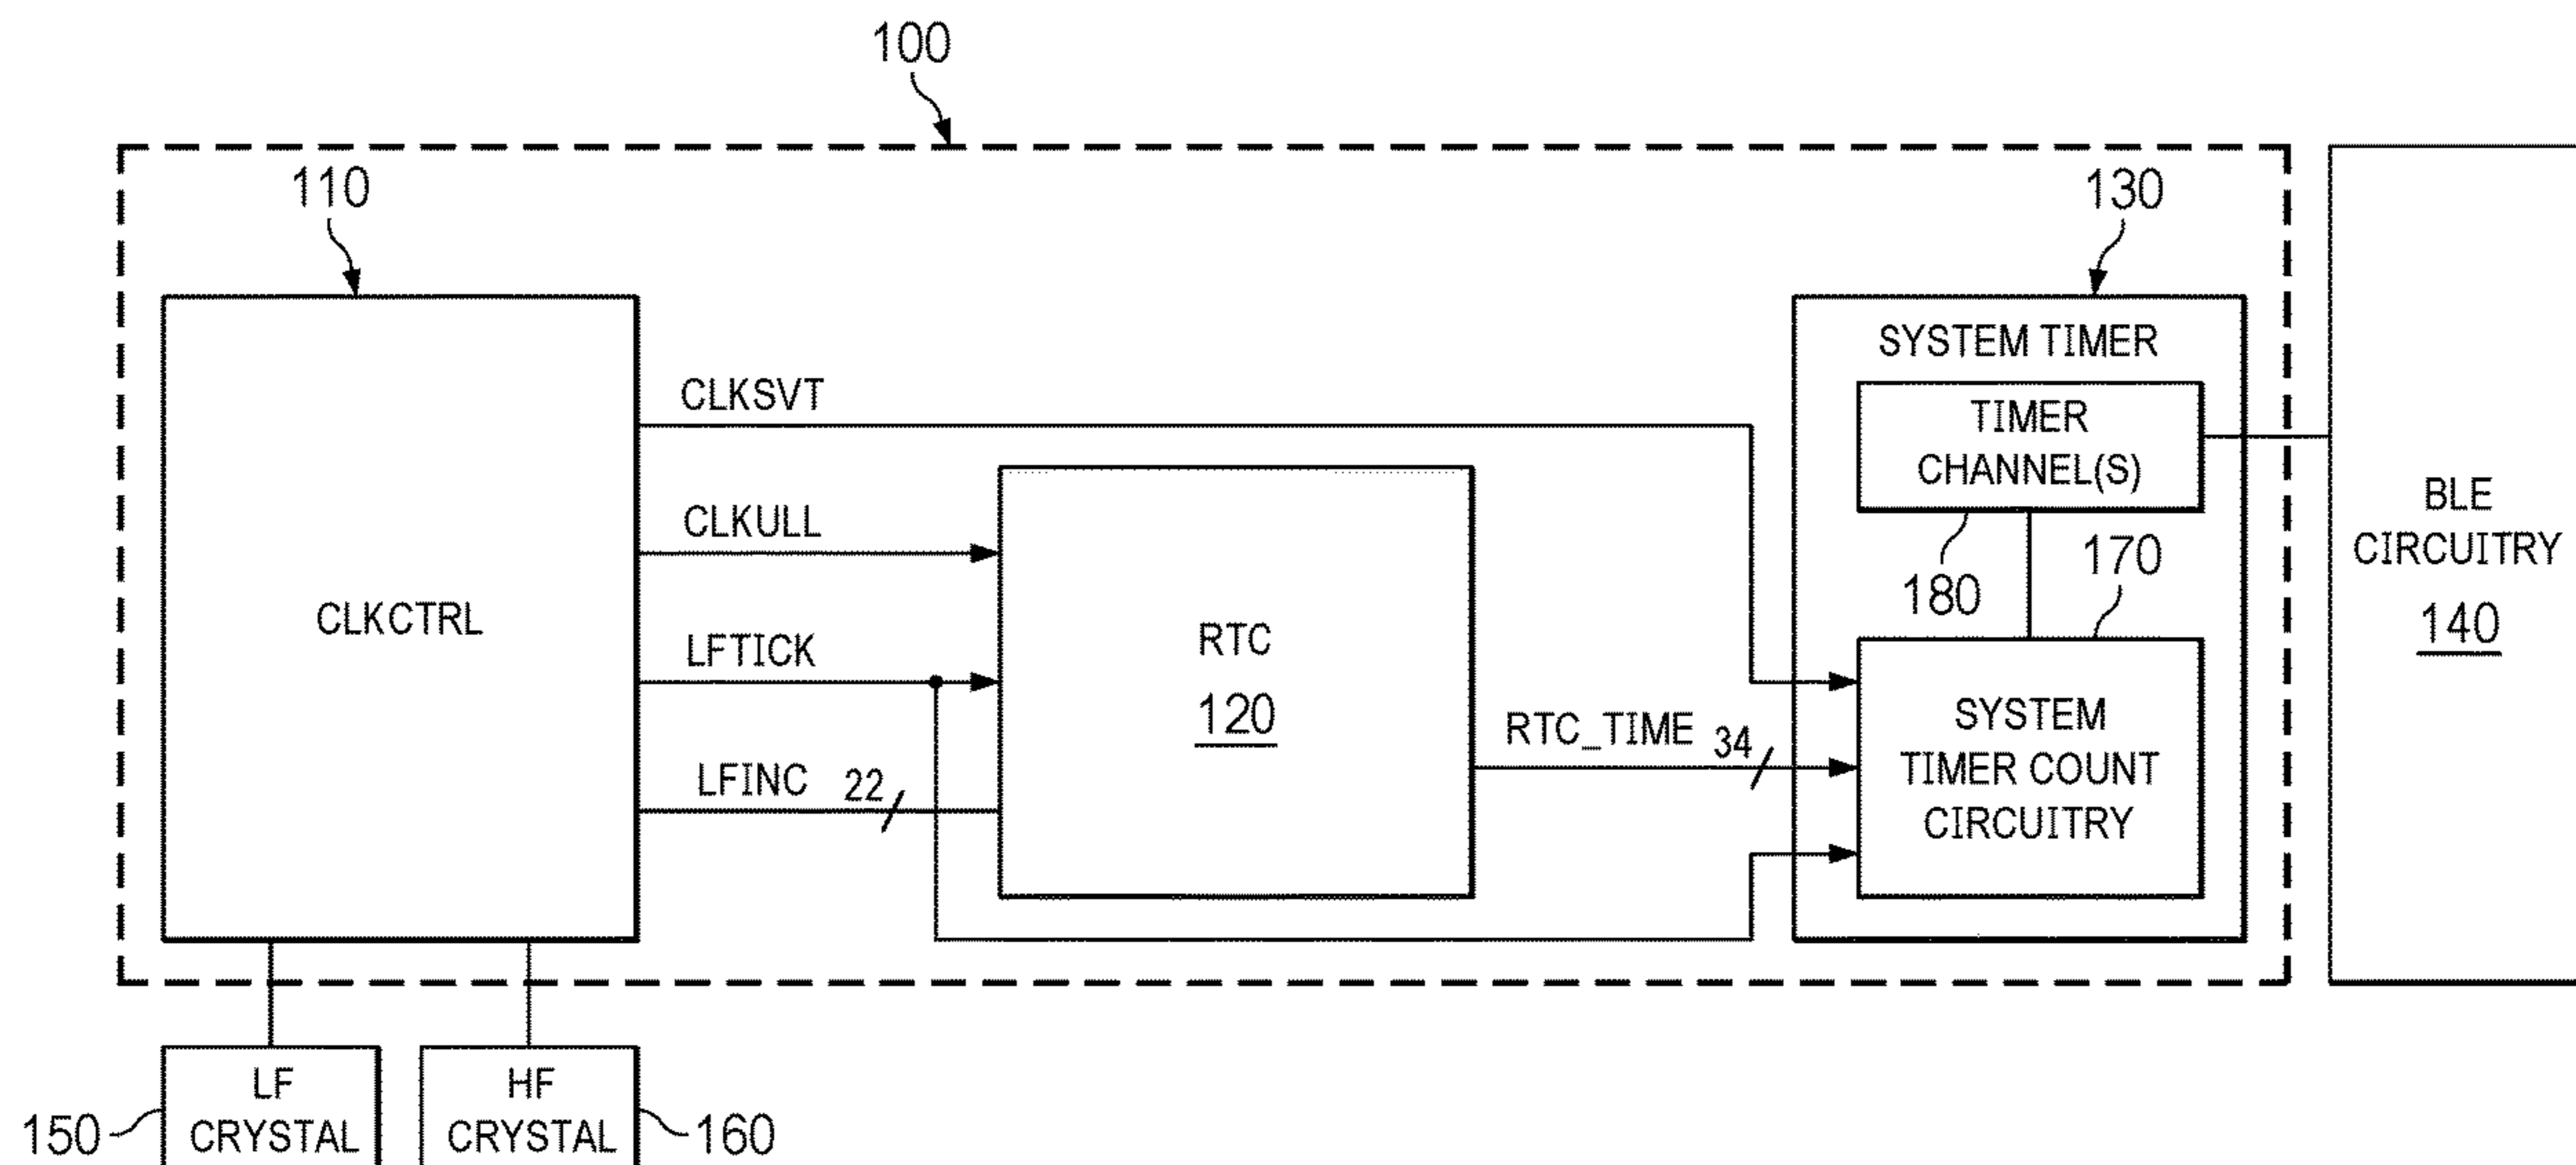 100
110
130
SYSTEM TIMER
CLKSVT
TIMER
CHANNEL(S)
CLKULL
180
170
BLE
CIRCUITRY
140
CLKCTRL
LFTICK
RTC
120
LFINC 22
RTC_TIME 34
SYSTEM
TIMER COUNT
CIRCUITRY
LF
CRYSTAL
150
HF
CRYSTAL
160